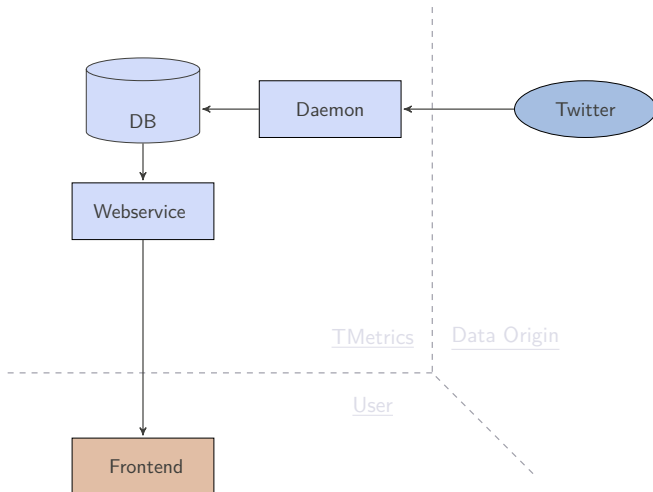 DB
Daemon
Twitter
Webservice
TMetrics
Data Origin
User
Frontend